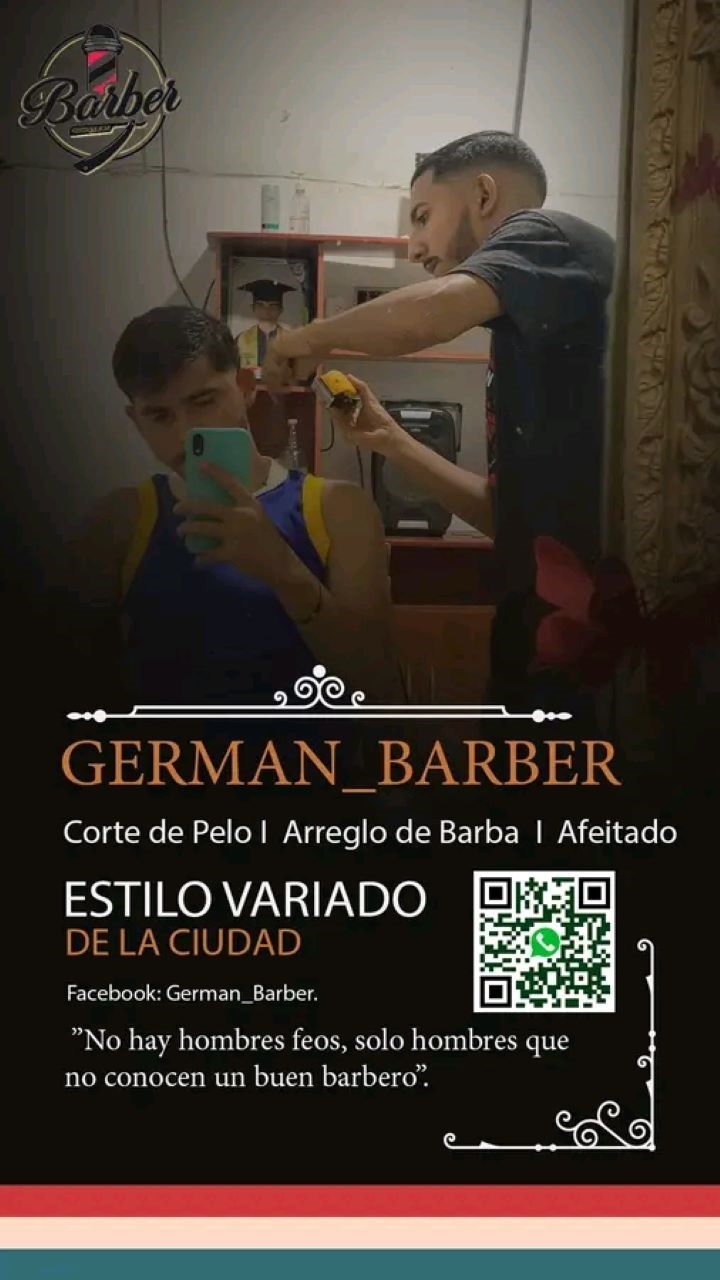 Barber
GERMAN_BARBER
Corte de Pelo I Arreglo de Barba I Afeitado
ESTILO VARIADO
DE LA CIUDAD
Facebook: German_Barber.
”No hay hombres feos, solo hombres que
no conocen un buen barbero”.